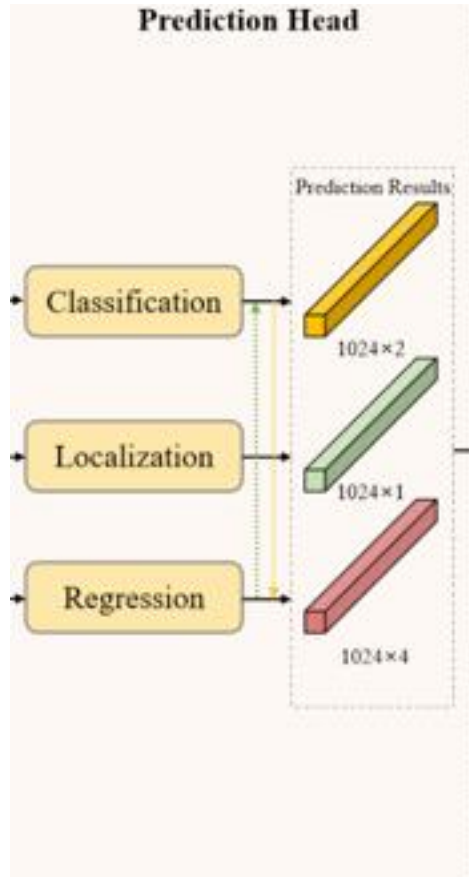 Prediction Head
Prediction Results
Classification
1024×2
Localization
1024×1
Regression
1024×4